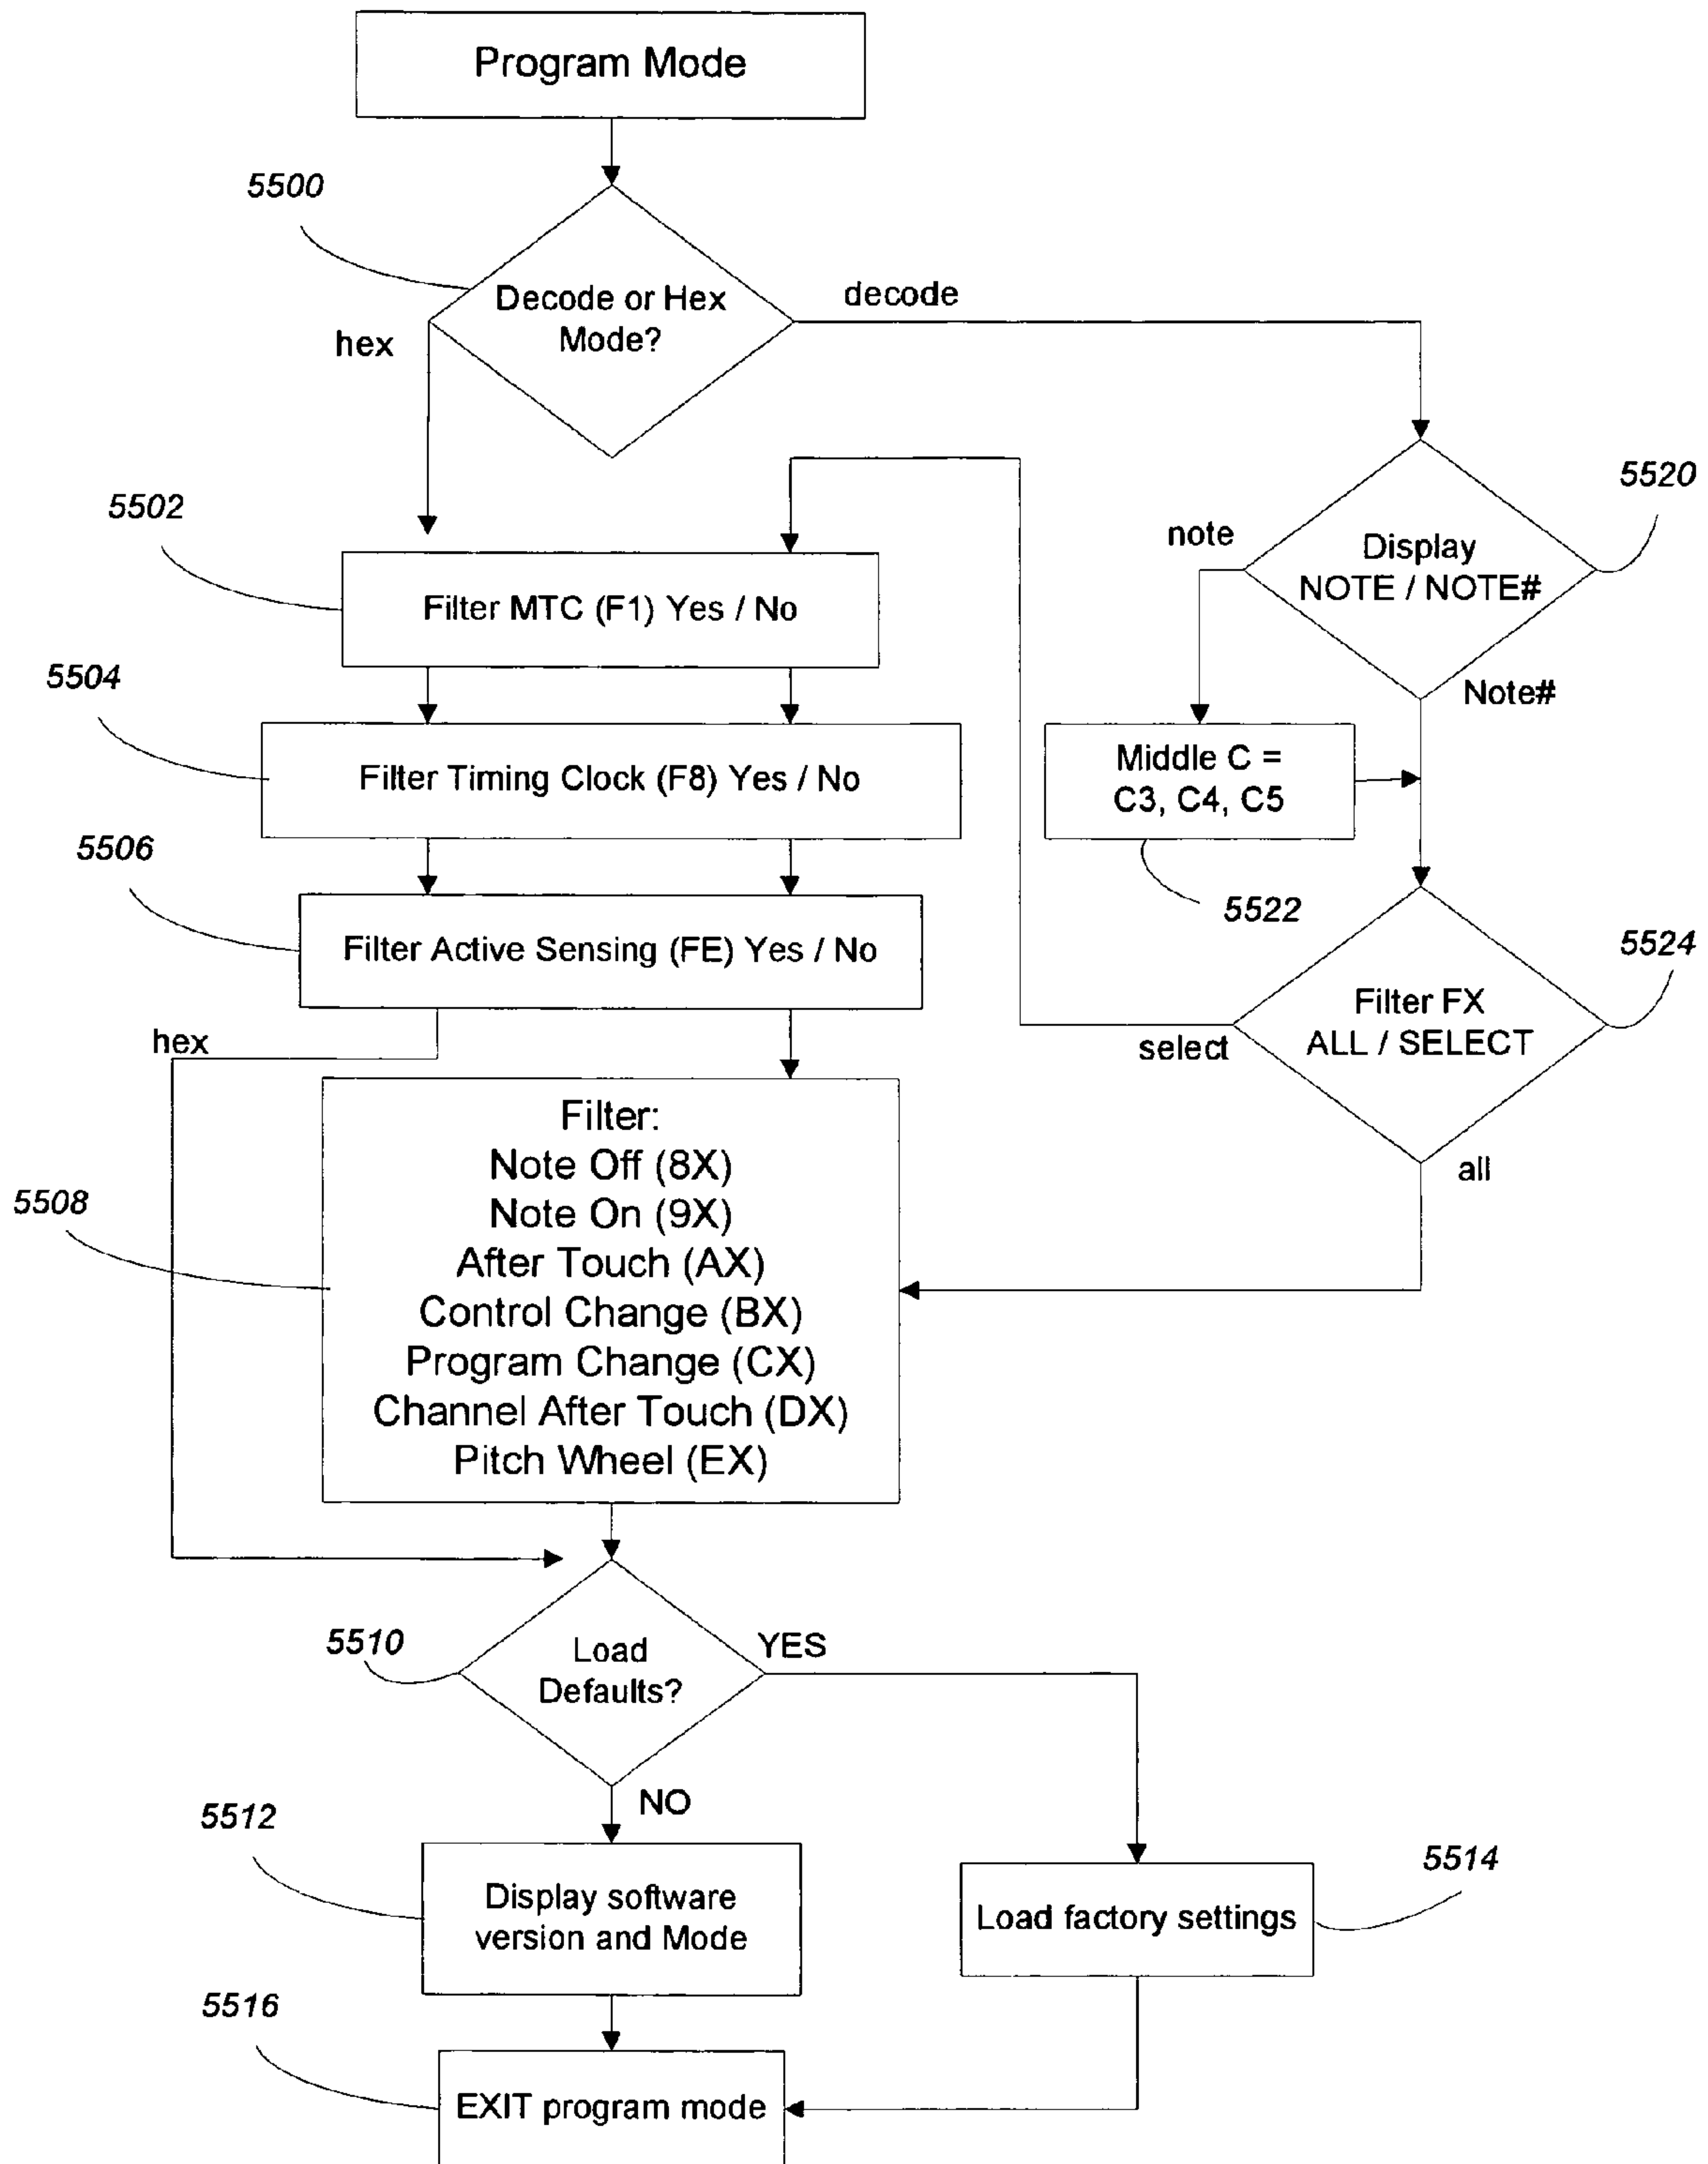 Program Mode
5500
Decode or Hex
Mode?
decode
hex
5520
5502
note
Display
NOTE / NOTE#
Filter MTC (F1) Yes / No
5504
Note#
Filter Timing Clock (F8) Yes / No
Middle C =
C3, C4, C5
5506
5522
5524
Filter Active Sensing (FE) Yes / No
Filter FX
ALL / SELECT
hex
select
all
5508
Filter:
Note Off (8X)
Note On (9X)
After Touch (AX)
Control Change (BX)
Program Change (CX)
Channel After Touch (DX)
Pitch Wheel (EX)
5510
Load
Defaults?
YES
NO
5512
Display software
version and Mode
5514
Load factory settings
5516
EXIT program mode